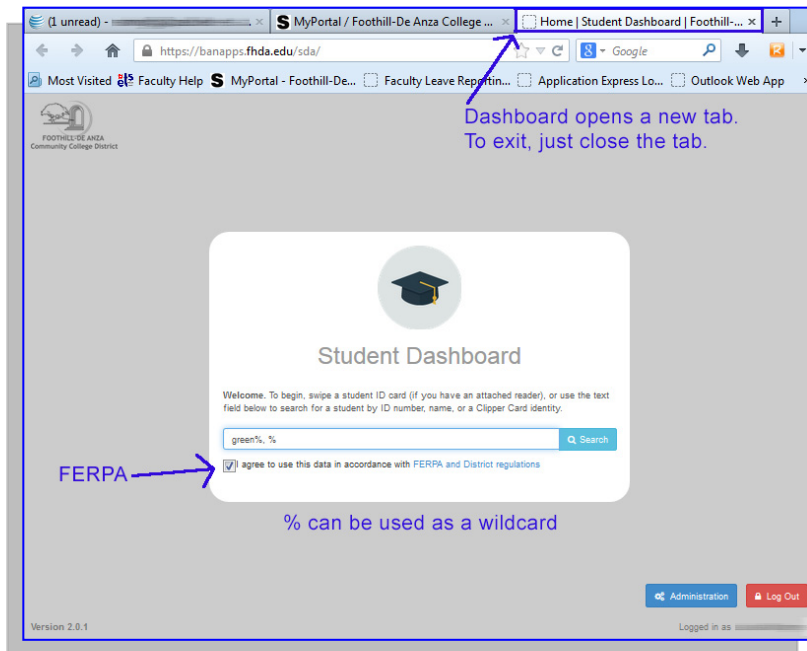 (1 unread) -
S MyPortal / Foothill-De Anza College ...
Home | Student Dashboard | Foothill-...
https://banapps.fhda.edu/sda/
Google
Most Visited Faculty Help S MyPortal - Foothill-De... Faculty Leave Reportin... Application Express Lo... Outlook Web App
FOOTHILL-DE ANZA
Community College District
Dashboard opens a new tab.
To exit, just close the tab.
Student Dashboard
Welcome. To begin, swipe a student ID card (if you have an attached reader), or use the text
field below to search for a student by ID number, name, or a Clipper Card identity.
green%, % Search
FERPA
I agree to use this data in accordance with FERPA and District regulations
% can be used as a wildcard
Administration Log Out
Version 2.0.1 Logged in as